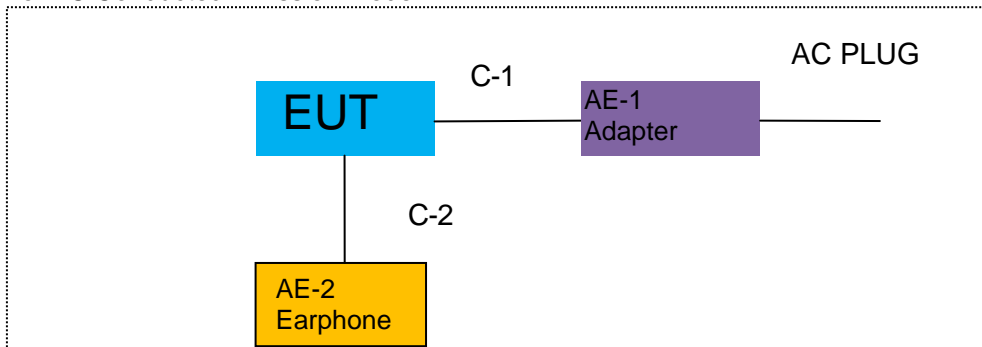 AC PLUG
C-1
EUT
AE-1
Adapter
C-2
AE-2
Earphone